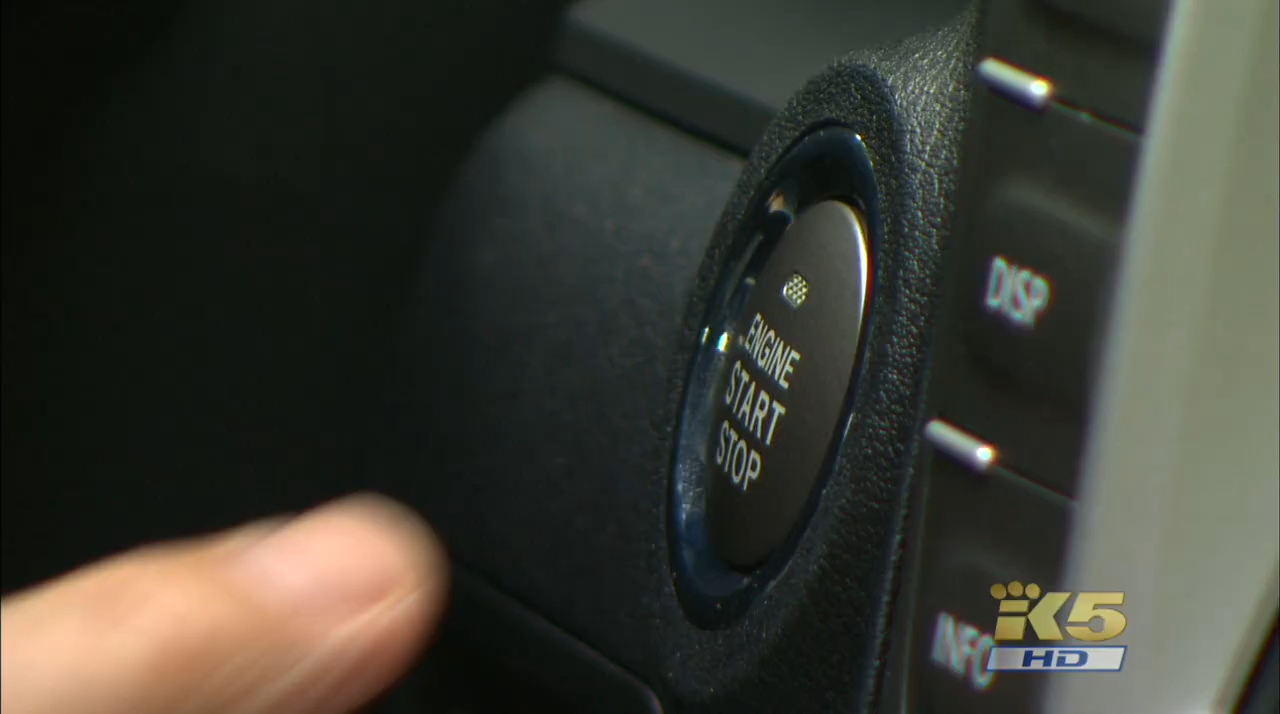 ENGINE
START
STOP
DISP
INFO
K5
HD